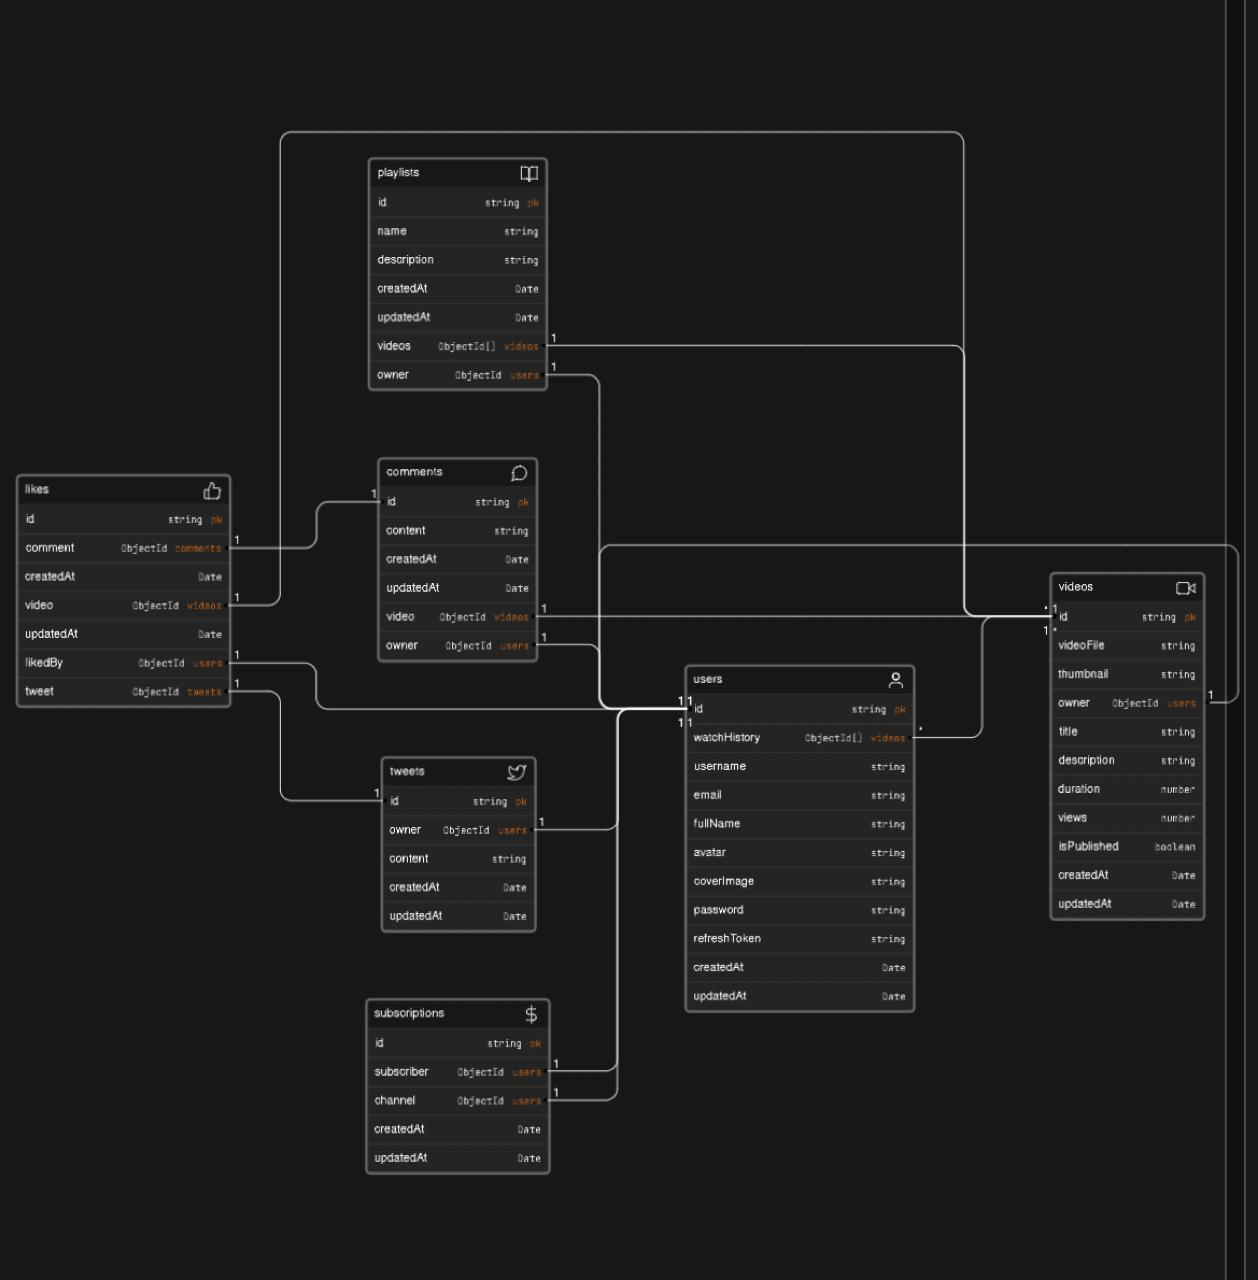 playlists
id string pk
name string
description string
createdAt Date
updatedAt Date
videos ObjectId[] videos 1
owner ObjectId users 1
comments
1 id string pk
content string
createdAt Date
updatedAt Date
video ObjectId videos 1
owner ObjectId users 1
likes
id string pk
comment ObjectId comments 1
createdAt Date
video ObjectId videos 1
updatedAt Date
likedBy ObjectId users 1
tweet ObjectId tweets 1
tweets
1 id string pk
owner ObjectId users 1
content string
createdAt Date
updatedAt Date
subscriptions
id string pk
subscriber ObjectId users 1
channel ObjectId users 1
createdAt Date
updatedAt Date
users
1 1
id string pk
1 1
watchHistory ObjectId[] videos *
username string
email string
fullName string
avatar string
coverImage string
password string
refreshToken string
createdAt Date
updatedAt Date
videos
* 1
id string pk
1 *
videoFile string
thumbnail string
owner ObjectId users 1
title string
description string
duration number
views number
isPublished boolean
createdAt Date
updatedAt Date